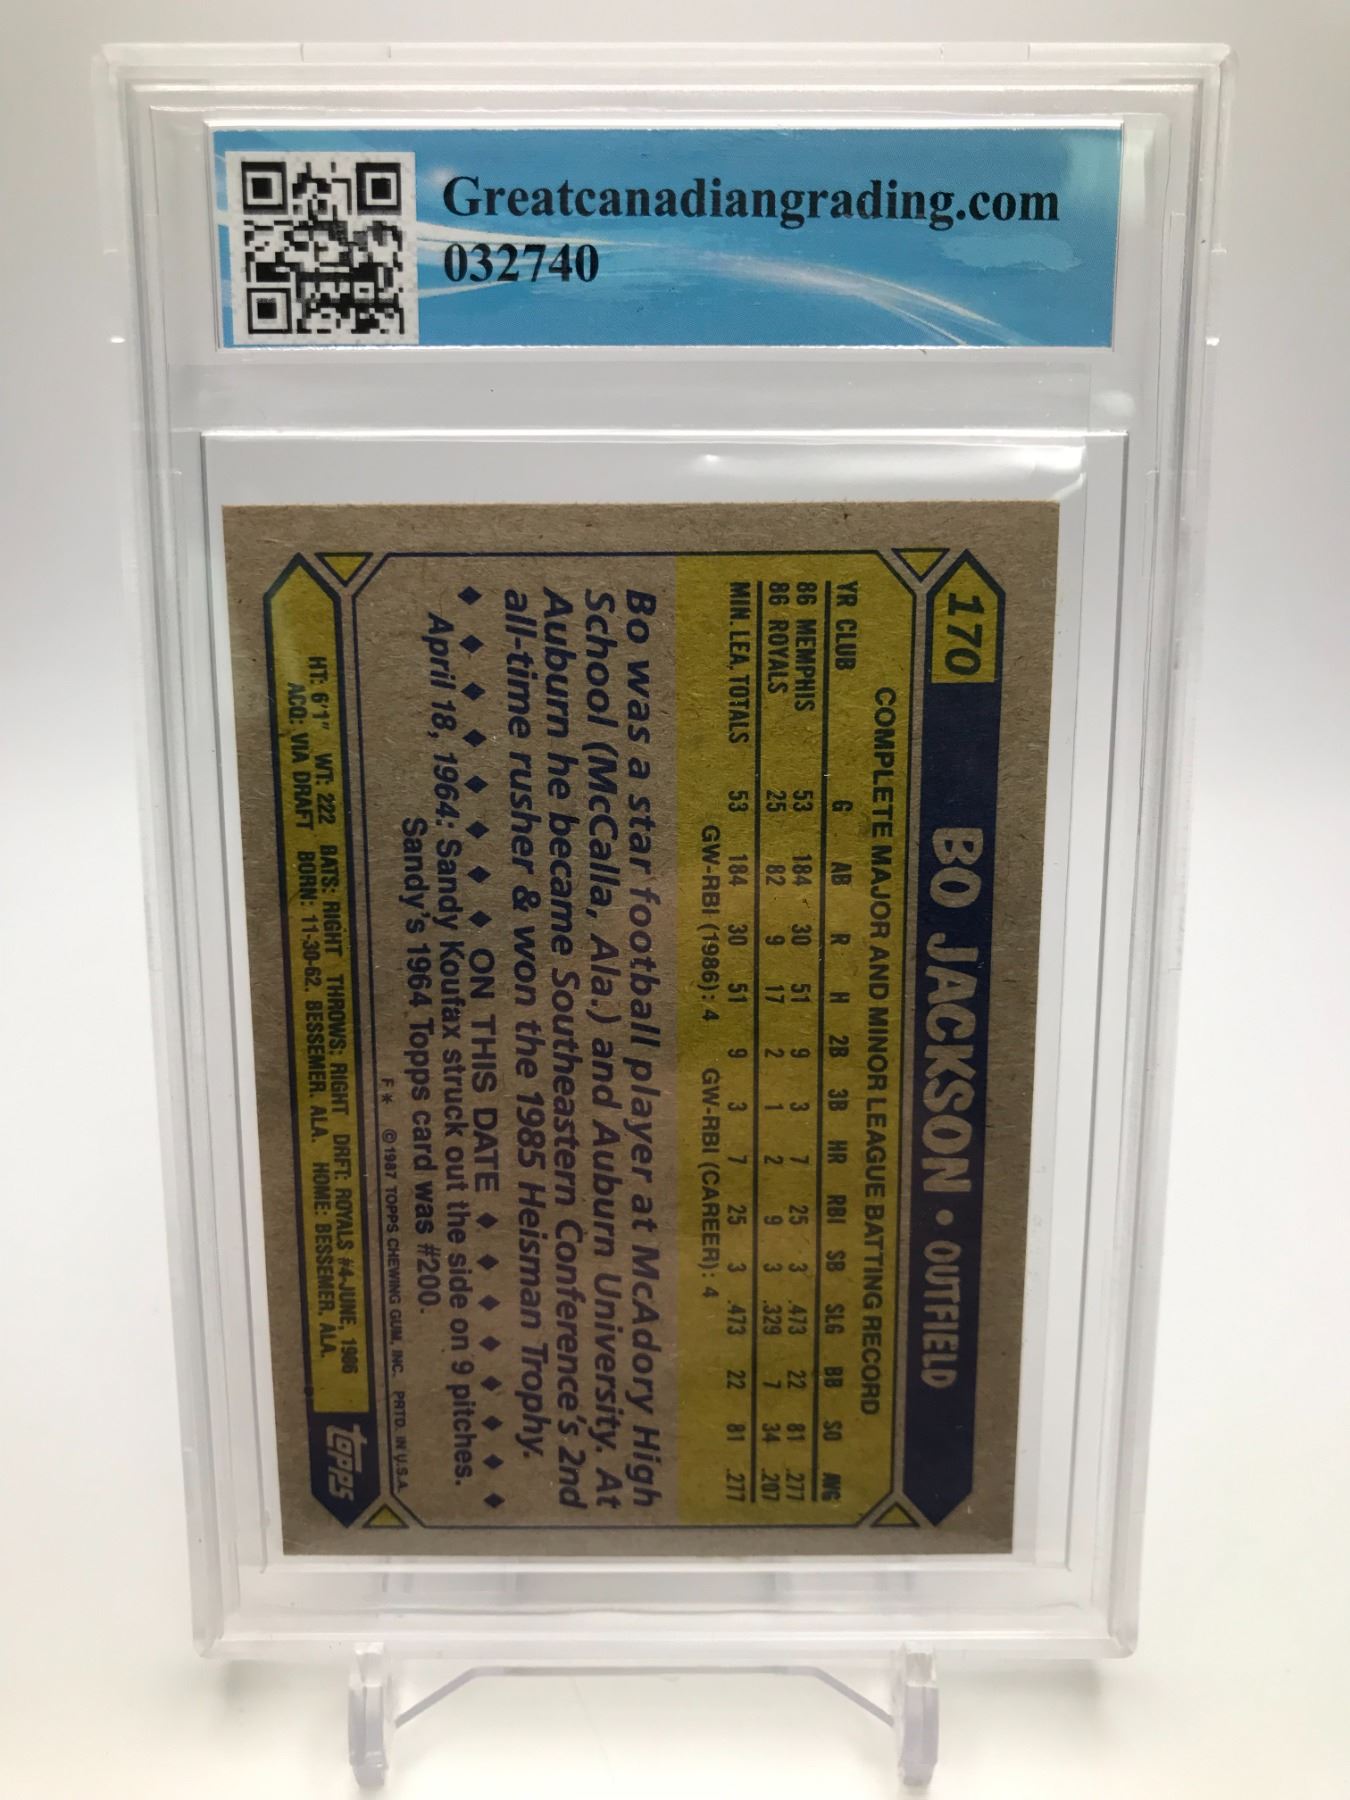 Greatcanadiangrading.com
032740
170 BO JACKSON • OUTFIELD
COMPLETE MAJOR AND MINOR LEAGUE BATTING RECORD
YR CLUB G AB R H 2B 3B HR RBI SB SLG BB SO AVG
86 MEMPHIS 53 184 30 51 9 3 7 25 3 .473 22 81 .277
86 ROYALS 25 82 9 17 2 1 2 9 3 .329 7 34 .207
MIN. LEA. TOTALS 53 184 30 51 9 3 7 25 3 .473 22 81 .277
GW-RBI (1986): 4 GW-RBI (CAREER): 4
Bo was a star football player at McAdory High
School (McCalla, Ala.) and Auburn University. At
Auburn he became Southeastern Conference's 2nd
all-time rusher & won the 1985 Heisman Trophy.
◆ ◆ ◆ ◆ ◆ ◆ ◆ ◆ ON THIS DATE ◆ ◆ ◆ ◆ ◆ ◆ ◆ ◆
April 18, 1964: Sandy Koufax struck out the side on 9 pitches.
Sandy's 1964 Topps card was #200.
F* ©1987 TOPPS CHEWING GUM, INC. PRTD. IN U.S.A.
HT: 6'1" WT: 222 BATS: RIGHT THROWS: RIGHT DRFT: ROYALS #4-JUNE, 1986
ACQ: VIA DRAFT BORN: 11-30-62, BESSEMER, ALA. HOME: BESSEMER, ALA.
topps